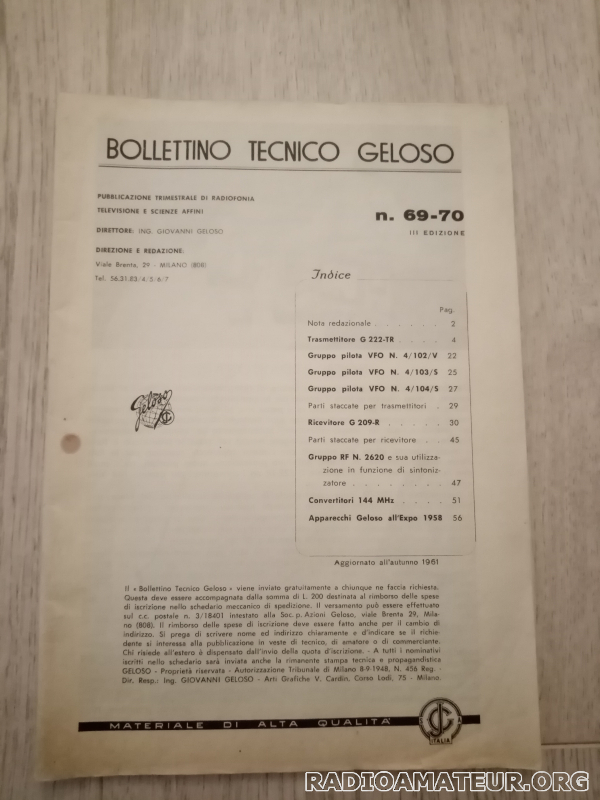 BOLLETTINO TECNICO GELOSO
PUBBLICAZIONE TRIMESTRALE DI RADIOFONIA
TELEVISIONE E SCIENZE AFFINI
DIRETTORE: ING. GIOVANNI GELOSO
DIREZIONE E REDAZIONE:
Viale Brenta, 29 - MILANO (808)
Tel. 56.31.83/4/5/6/7
n. 69-70
III EDIZIONE
Indice
Pag.
Nota redazionale . . . . . . 2
Trasmettitore G 222-TR . . . . 4
Gruppo pilota VFO N. 4/102/V 22
Gruppo pilota VFO N. 4/103/S 25
Gruppo pilota VFO N. 4/104/S 27
Parti staccate per trasmettitori . 29
Ricevitore G 209-R . . . . . 30
Parti staccate per ricevitore . . 45
Gruppo RF N. 2620 e sua utilizza-
zione in funzione di sintoniz-
zatore . . . . . . . . 47
Convertitori 144 MHz . . . . 51
Apparecchi Geloso all'Expo 1958 56
Geloso
Aggiornato all'autunno 1961
Il « Bollettino Tecnico Geloso » viene inviato gratuitamente a chiunque ne faccia richiesta.
Questa deve essere accompagnata dalla somma di L. 200 destinata al rimborso delle spese
di iscrizione nello schedario meccanico di spedizione. Il versamento può essere effettuato
sul c.c. postale n. 3/18401 intestato alla Soc. p. Azioni Geloso, viale Brenta 29, Mila-
no (808). Il rimborso delle spese di iscrizione deve essere fatto anche per il cambio di
indirizzo. Si prega di scrivere nome ed indirizzo chiaramente e d'indicare se il richie-
dente si interessa alla pubblicazione in veste di tecnico, di amatore o di commerciante.
Chi risiede all'estero è dispensato dall'invio della quota d'iscrizione. - A tutti i nominativi
iscritti nello schedario sarà inviata anche la rimanente stampa tecnica e propagandistica
GELOSO - Proprietà riservata - Autorizzazione Tribunale di Milano 8-9-1948, N. 456 Reg. -
Dir. Resp.: Ing. GIOVANNI GELOSO - Arti Grafiche V. Cardin, Corso Lodi, 75 - Milano.
MATERIALE DI ALTA QUALITA'
ITALIA
RADIOAMATEUR.ORG